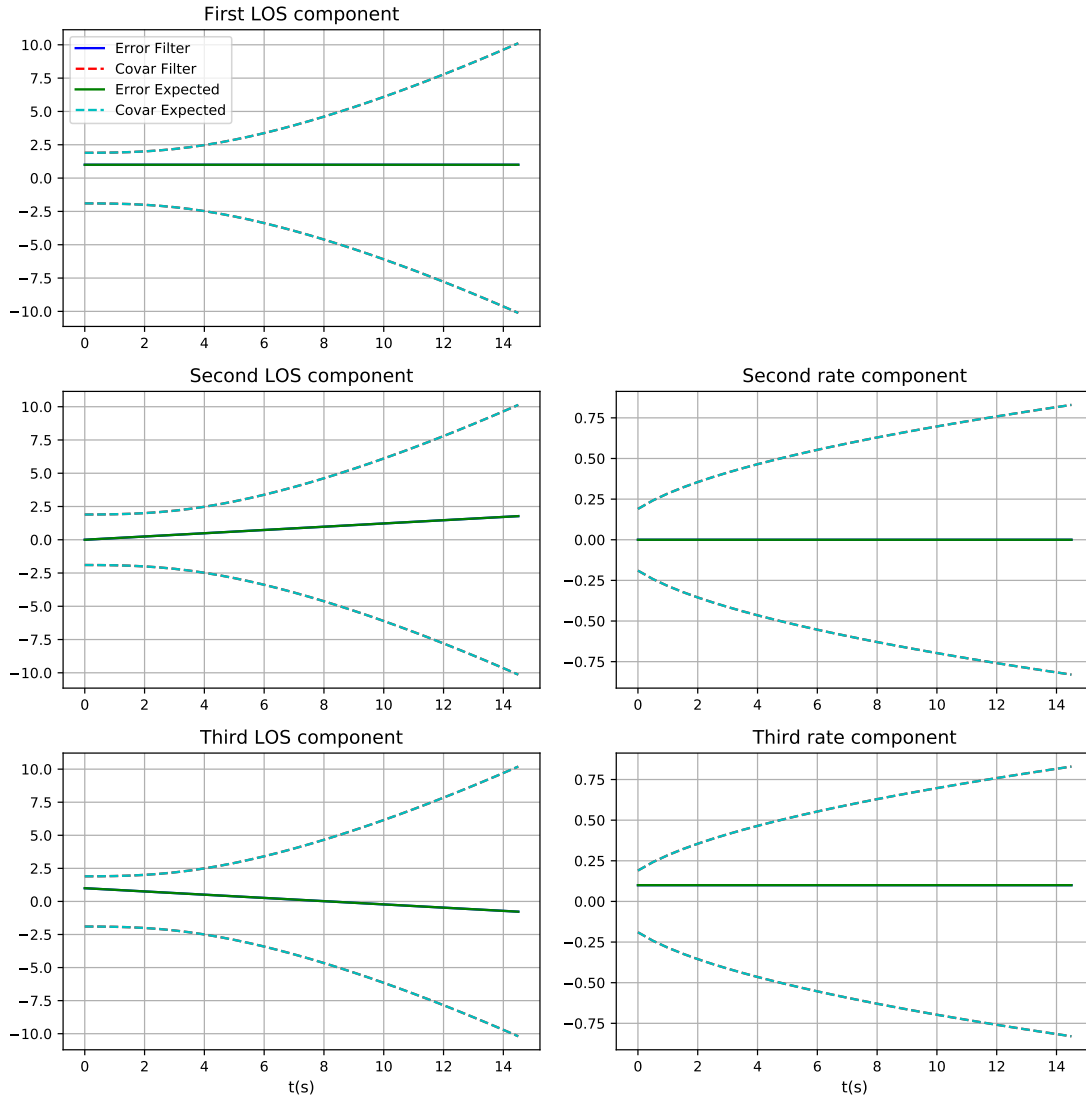 First LOS component
10.0
7.5
5.0
2.5
0.0
−2.5
−5.0
−7.5
−10.0
Error Filter
Covar Filter
Error Expected
Covar Expected
0 2 4 6 8 10 12 14
Second LOS component
10.0
7.5
5.0
2.5
0.0
−2.5
−5.0
−7.5
−10.0
0 2 4 6 8 10 12 14
Second rate component
0.75
0.50
0.25
0.00
−0.25
−0.50
−0.75
0 2 4 6 8 10 12 14
Third LOS component
10.0
7.5
5.0
2.5
0.0
−2.5
−5.0
−7.5
−10.0
0 2 4 6 8 10 12 14
t(s)
Third rate component
0.75
0.50
0.25
0.00
−0.25
−0.50
−0.75
0 2 4 6 8 10 12 14
t(s)